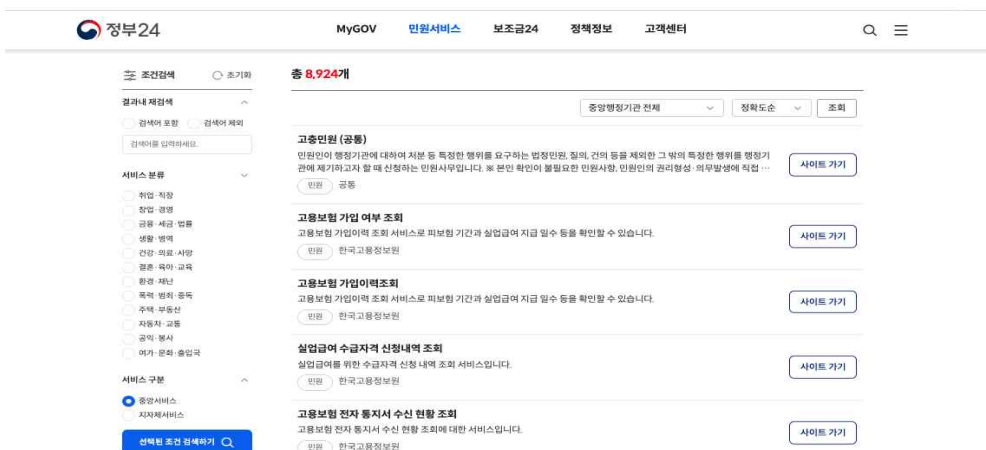 정부24
MyGOV 민원서비스 보조금24 정책정보 고객센터
조건검색 초기화
결과내 재검색
검색어 포함 검색어 제외
검색어를 입력하세요.
서비스 분류
취업·직장
창업·경영
금융·세금·법률
생활·병역
건강·의료·사망
결혼·육아·교육
환경·재난
폭력·범죄·중독
주택·부동산
자동차·교통
공익·봉사
여가·문화·출입국
서비스 구분
중앙서비스
지자체서비스
선택된 조건 검색하기
총 8,924개
중앙행정기관 전체 정확도순 조회
고충민원 (공통)
민원인이 행정기관에 대하여 처분 등 특정한 행위를 요구하는 법정민원, 질의, 건의 등을 제외한 그 밖의 특정한 행위를 행정기
관에 제기하고자 할 때 신청하는 민원사무입니다. ※ 본인 확인이 불필요한 민원사항, 민원인의 권리형성·의무발생에 직접 …
민원 공통
사이트 가기
고용보험 가입 여부 조회
고용보험 가입이력 조회 서비스로 피보험 기간과 실업급여 지급 일수 등을 확인할 수 있습니다.
민원 한국고용정보원
사이트 가기
고용보험 가입이력조회
고용보험 가입이력 조회 서비스로 피보험 기간과 실업급여 지급 일수 등을 확인할 수 있습니다.
민원 한국고용정보원
사이트 가기
실업급여 수급자격 신청내역 조회
실업급여를 위한 수급자격 신청 내역 조회 서비스입니다.
민원 한국고용정보원
사이트 가기
고용보험 전자 통지서 수신 현황 조회
고용보험 전자 통지서 수신 현황 조회에 대한 서비스입니다.
민원 한국고용정보원
사이트 가기